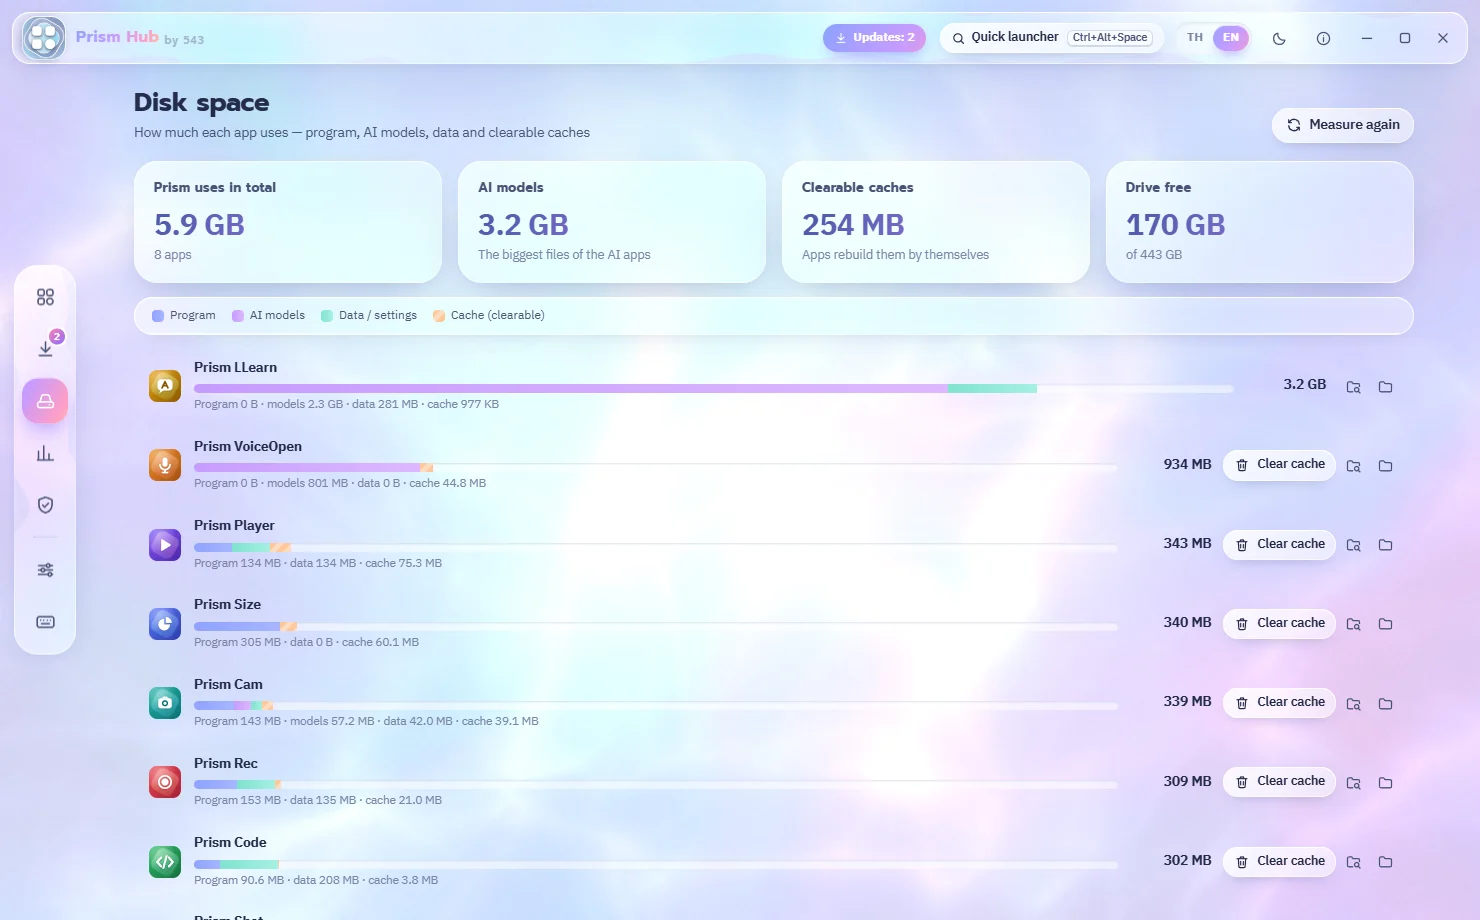 Prism Hub by 543
Updates: 2
Quick launcher Ctrl+Alt+Space
TH EN
Disk space
How much each app uses — program, AI models, data and clearable caches
Measure again
Prism uses in total
5.9 GB
8 apps
AI models
3.2 GB
The biggest files of the AI apps
Clearable caches
254 MB
Apps rebuild them by themselves
Drive free
170 GB
of 443 GB
2
Program AI models Data / settings Cache (clearable)
Prism LLearn
3.2 GB
Program 0 B · models 2.3 GB · data 281 MB · cache 977 KB
Prism VoiceOpen
934 MB Clear cache
Program 0 B · models 801 MB · data 0 B · cache 44.8 MB
Prism Player
343 MB Clear cache
Program 134 MB · data 134 MB · cache 75.3 MB
Prism Size
340 MB Clear cache
Program 305 MB · data 0 B · cache 60.1 MB
Prism Cam
339 MB Clear cache
Program 143 MB · models 57.2 MB · data 42.0 MB · cache 39.1 MB
Prism Rec
309 MB Clear cache
Program 153 MB · data 135 MB · cache 21.0 MB
Prism Code
302 MB Clear cache
Program 90.6 MB · data 208 MB · cache 3.8 MB